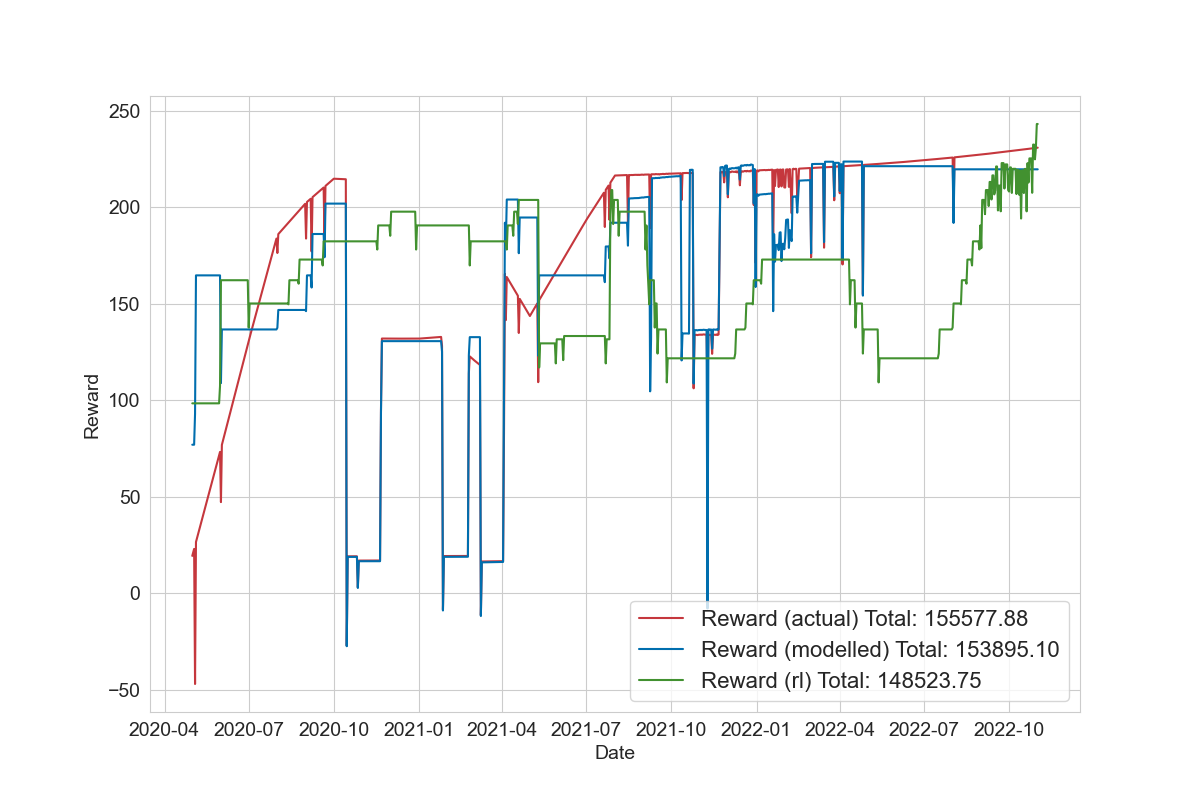 250
200
150
100
50
0
−50
Reward
2020-04 2020-07 2020-10 2021-01 2021-04 2021-07 2021-10 2022-01 2022-04 2022-07 2022-10
Date
Reward (actual) Total: 155577.88
Reward (modelled) Total: 153895.10
Reward (rl) Total: 148523.75